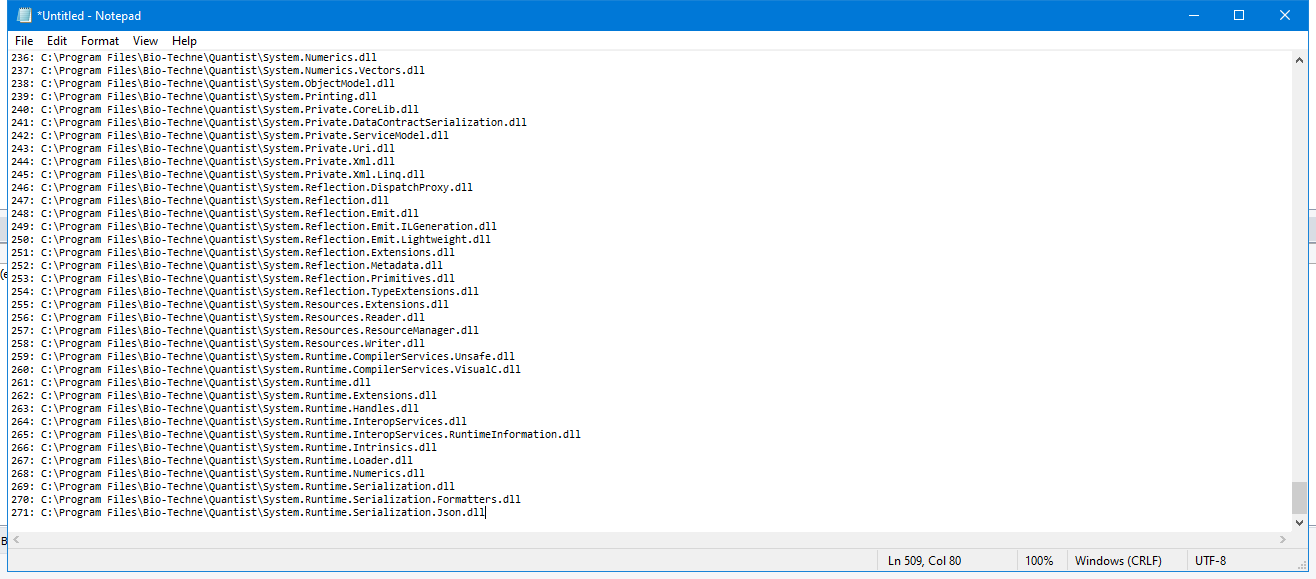 *Untitled - Notepad
File Edit Format View Help
236: C:\Program Files\Bio-Techne\Quantist\System.Numerics.dll
237: C:\Program Files\Bio-Techne\Quantist\System.Numerics.Vectors.dll
238: C:\Program Files\Bio-Techne\Quantist\System.ObjectModel.dll
239: C:\Program Files\Bio-Techne\Quantist\System.Printing.dll
240: C:\Program Files\Bio-Techne\Quantist\System.Private.CoreLib.dll
241: C:\Program Files\Bio-Techne\Quantist\System.Private.DataContractSerialization.dll
242: C:\Program Files\Bio-Techne\Quantist\System.Private.ServiceModel.dll
243: C:\Program Files\Bio-Techne\Quantist\System.Private.Uri.dll
244: C:\Program Files\Bio-Techne\Quantist\System.Private.Xml.dll
245: C:\Program Files\Bio-Techne\Quantist\System.Private.Xml.Linq.dll
246: C:\Program Files\Bio-Techne\Quantist\System.Reflection.DispatchProxy.dll
247: C:\Program Files\Bio-Techne\Quantist\System.Reflection.dll
248: C:\Program Files\Bio-Techne\Quantist\System.Reflection.Emit.dll
249: C:\Program Files\Bio-Techne\Quantist\System.Reflection.Emit.ILGeneration.dll
250: C:\Program Files\Bio-Techne\Quantist\System.Reflection.Emit.Lightweight.dll
251: C:\Program Files\Bio-Techne\Quantist\System.Reflection.Extensions.dll
252: C:\Program Files\Bio-Techne\Quantist\System.Reflection.Metadata.dll
253: C:\Program Files\Bio-Techne\Quantist\System.Reflection.Primitives.dll
254: C:\Program Files\Bio-Techne\Quantist\System.Reflection.TypeExtensions.dll
255: C:\Program Files\Bio-Techne\Quantist\System.Resources.Extensions.dll
256: C:\Program Files\Bio-Techne\Quantist\System.Resources.Reader.dll
257: C:\Program Files\Bio-Techne\Quantist\System.Resources.ResourceManager.dll
258: C:\Program Files\Bio-Techne\Quantist\System.Resources.Writer.dll
259: C:\Program Files\Bio-Techne\Quantist\System.Runtime.CompilerServices.Unsafe.dll
260: C:\Program Files\Bio-Techne\Quantist\System.Runtime.CompilerServices.VisualC.dll
261: C:\Program Files\Bio-Techne\Quantist\System.Runtime.dll
262: C:\Program Files\Bio-Techne\Quantist\System.Runtime.Extensions.dll
263: C:\Program Files\Bio-Techne\Quantist\System.Runtime.Handles.dll
264: C:\Program Files\Bio-Techne\Quantist\System.Runtime.InteropServices.dll
265: C:\Program Files\Bio-Techne\Quantist\System.Runtime.InteropServices.RuntimeInformation.dll
266: C:\Program Files\Bio-Techne\Quantist\System.Runtime.Intrinsics.dll
267: C:\Program Files\Bio-Techne\Quantist\System.Runtime.Loader.dll
268: C:\Program Files\Bio-Techne\Quantist\System.Runtime.Numerics.dll
269: C:\Program Files\Bio-Techne\Quantist\System.Runtime.Serialization.dll
270: C:\Program Files\Bio-Techne\Quantist\System.Runtime.Serialization.Formatters.dll
271: C:\Program Files\Bio-Techne\Quantist\System.Runtime.Serialization.Json.dll
Ln 509, Col 80 100% Windows (CRLF) UTF-8